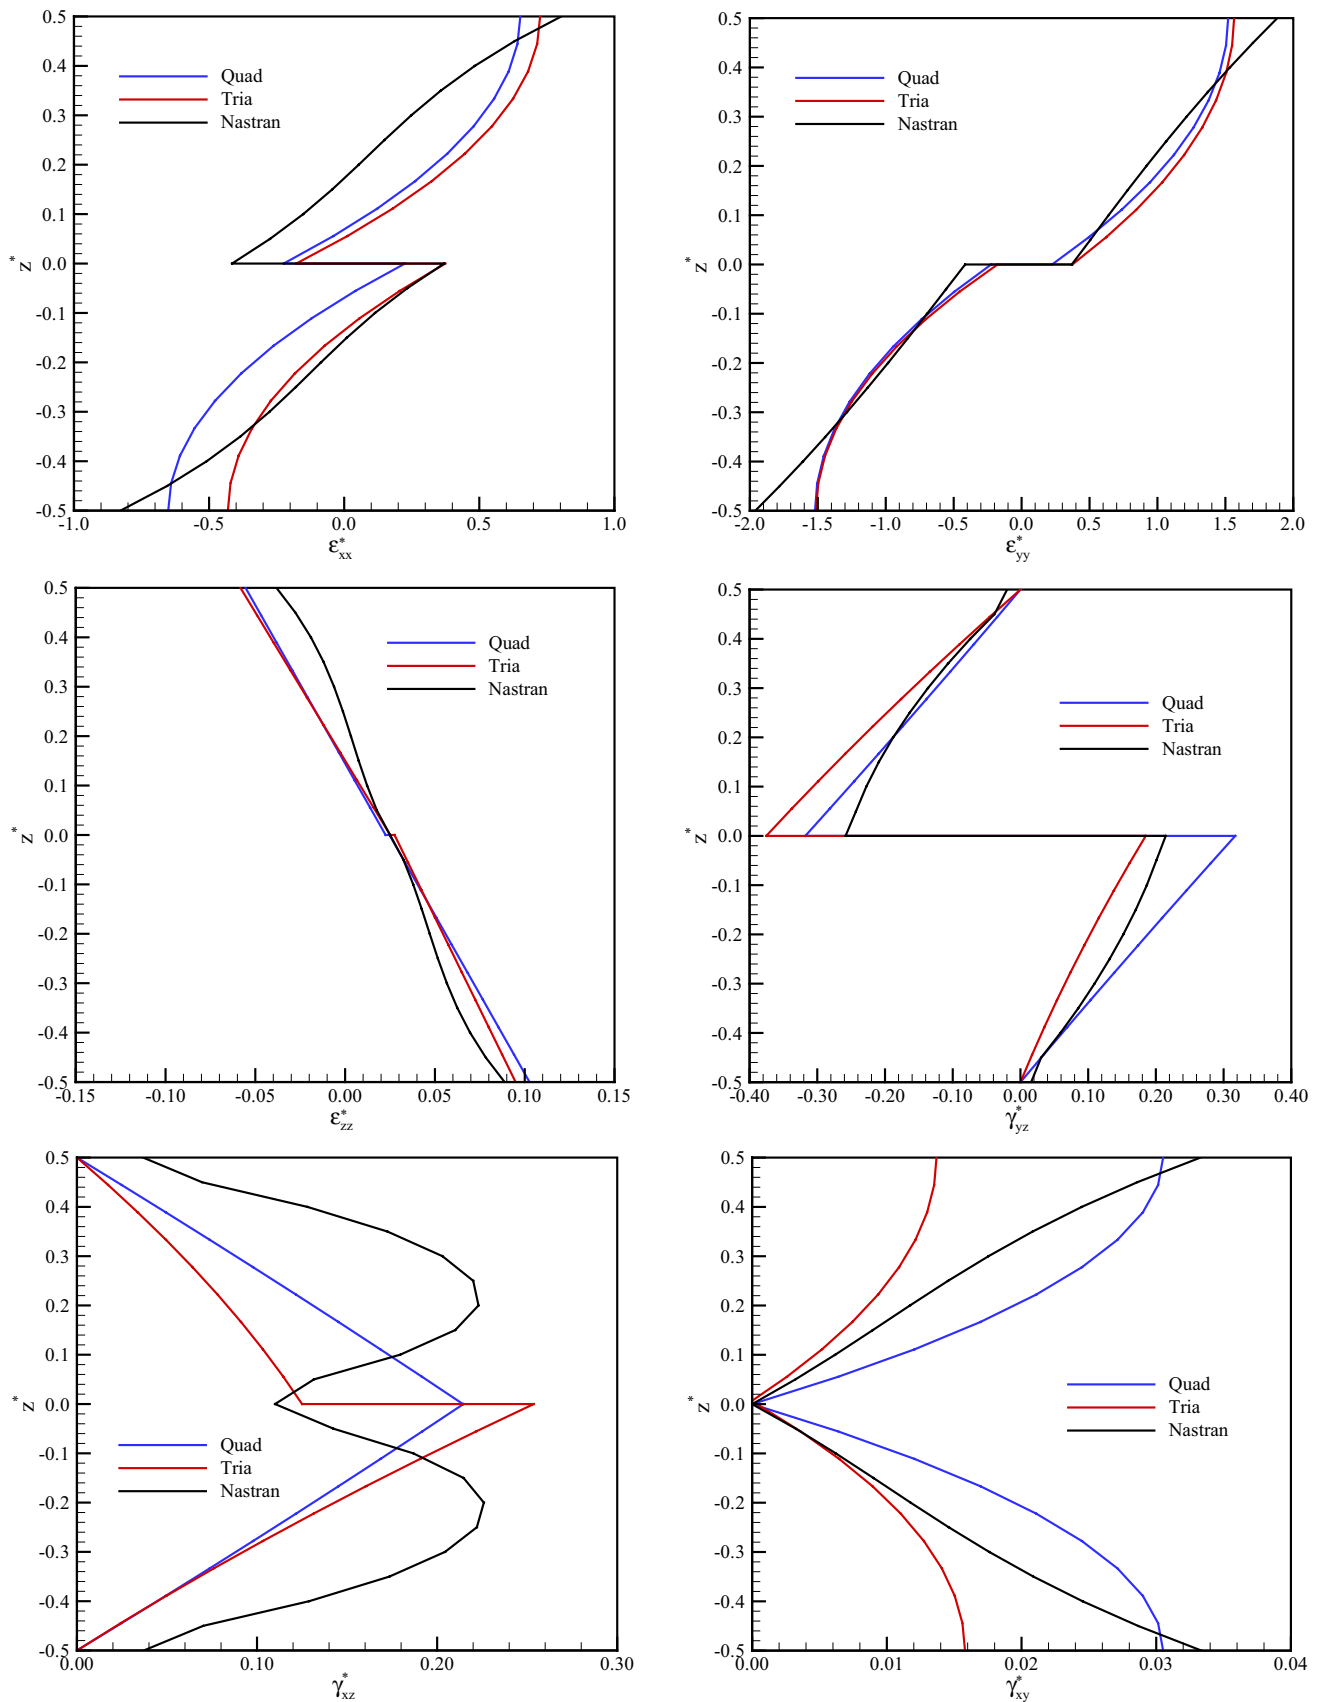 0.5
0.4
0.3
0.2
0.1
0.0
-0.1
-0.2
-0.3
-0.4
-0.5
z*
Quad
Tria
Nastran
-1.0 -0.5 0.0 0.5 1.0
ε*xx
0.5
0.4
0.3
0.2
0.1
0.0
-0.1
-0.2
-0.3
-0.4
-0.5
z*
Quad
Tria
Nastran
-2.0 -1.5 -1.0 -0.5 0.0 0.5 1.0 1.5 2.0
ε*yy
0.5
0.4
0.3
0.2
0.1
0.0
-0.1
-0.2
-0.3
-0.4
-0.5
z*
Quad
Tria
Nastran
-0.15 -0.10 -0.05 0.00 0.05 0.10 0.15
ε*zz
0.5
0.4
0.3
0.2
0.1
0.0
-0.1
-0.2
-0.3
-0.4
-0.5
z*
Quad
Tria
Nastran
-0.40 -0.30 -0.20 -0.10 0.00 0.10 0.20 0.30 0.40
γ*yz
0.5
0.4
0.3
0.2
0.1
0.0
-0.1
-0.2
-0.3
-0.4
-0.5
z*
Quad
Tria
Nastran
0.00 0.10 0.20 0.30
γ*xz
0.5
0.4
0.3
0.2
0.1
0.0
-0.1
-0.2
-0.3
-0.4
-0.5
z*
Quad
Tria
Nastran
0.00 0.01 0.02 0.03 0.04
γ*xy